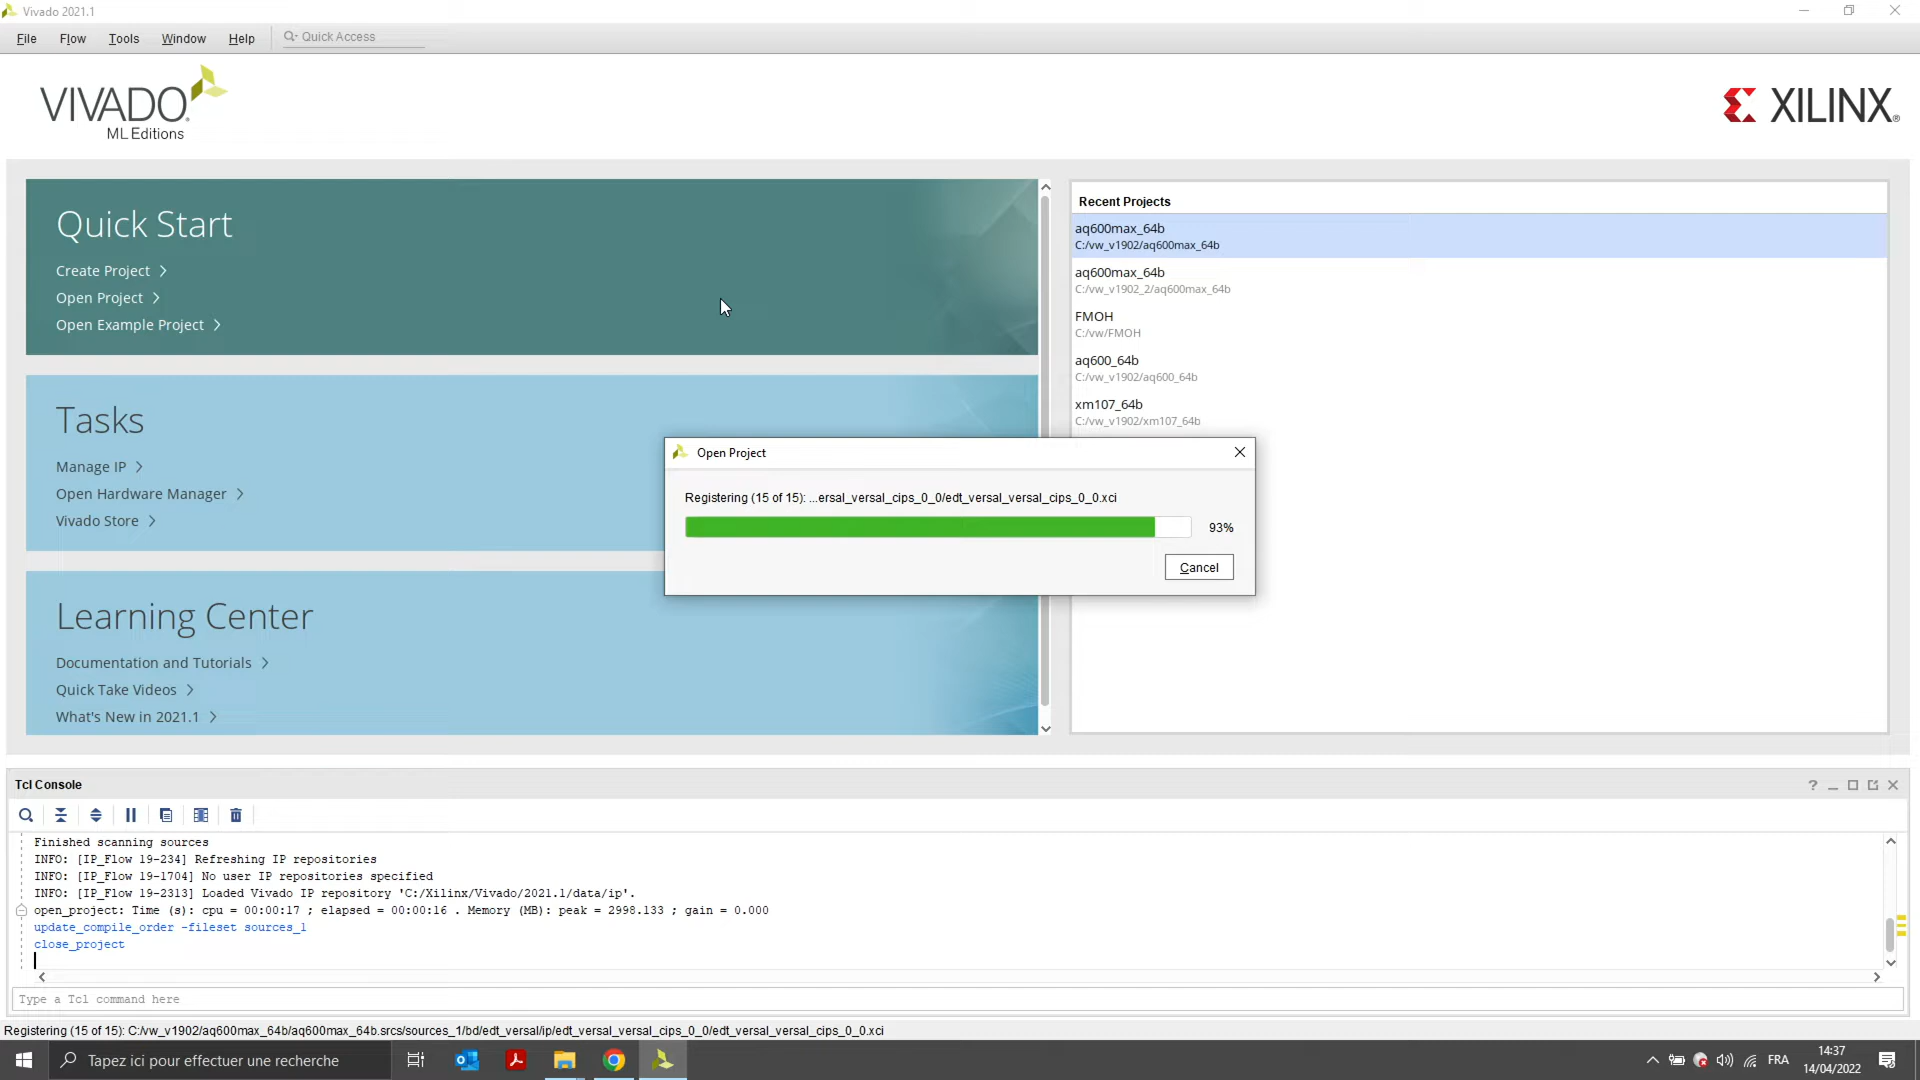 Vivado 2021.1
File Flow Tools Window Help Quick Access
VIVADO
ML Editions
XILINX®
Quick Start
Create Project
Open Project
Open Example Project
Tasks
Manage IP
Open Hardware Manager
Vivado Store
Learning Center
Documentation and Tutorials
Quick Take Videos
What's New in 2021.1
Recent Projects
aq600max_64b
C:/vw_v1902/aq600max_64b
aq600max_64b
C:/vw_v1902_2/aq600max_64b
FMOH
C:/vw/FMOH
aq600_64b
C:/vw_v1902/aq600_64b
xm107_64b
C:/vw_v1902/xm107_64b
Open Project
Registering (15 of 15): ...ersal_versal_cips_0_0/edt_versal_versal_cips_0_0.xci
93%
Cancel
Tcl Console
Finished scanning sources
INFO: [IP_Flow 19-234] Refreshing IP repositories
INFO: [IP_Flow 19-1704] No user IP repositories specified
INFO: [IP_Flow 19-2313] Loaded Vivado IP repository 'C:/Xilinx/Vivado/2021.1/data/ip'.
open_project: Time (s): cpu = 00:00:17 ; elapsed = 00:00:16 . Memory (MB): peak = 2998.133 ; gain = 0.000
update_compile_order -fileset sources_1
close_project
Type a Tcl command here
Registering (15 of 15): C:/vw_v1902/aq600max_64b/aq600max_64b.srcs/sources_1/bd/edt_versal/ip/edt_versal_versal_cips_0_0/edt_versal_versal_cips_0_0.xci
Tapez ici pour effectuer une recherche
FRA
14:37
14/04/2022